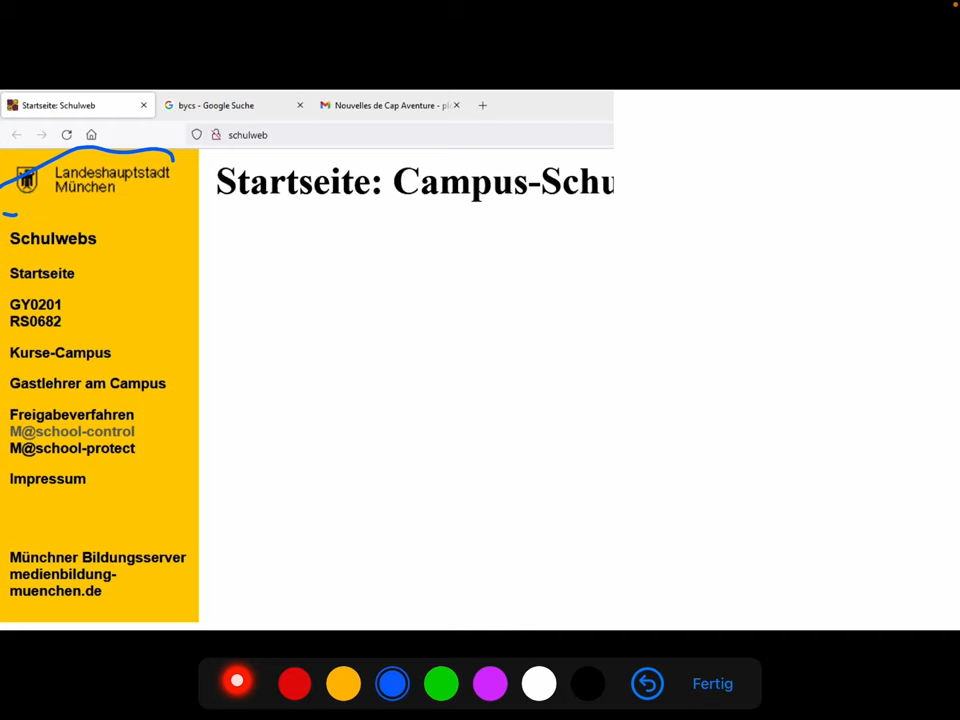 Startseite: Schulweb
bycs - Google Suche
Nouvelles de Cap Aventure - pl
schulweb
Landeshauptstadt
München
Startseite: Campus-Schu
Schulwebs
Startseite
GY0201
RS0682
Kurse-Campus
Gastlehrer am Campus
Freigabeverfahren
M@school-control
M@school-protect
Impressum
Münchner Bildungsserver
medienbildung-
muenchen.de
Fertig